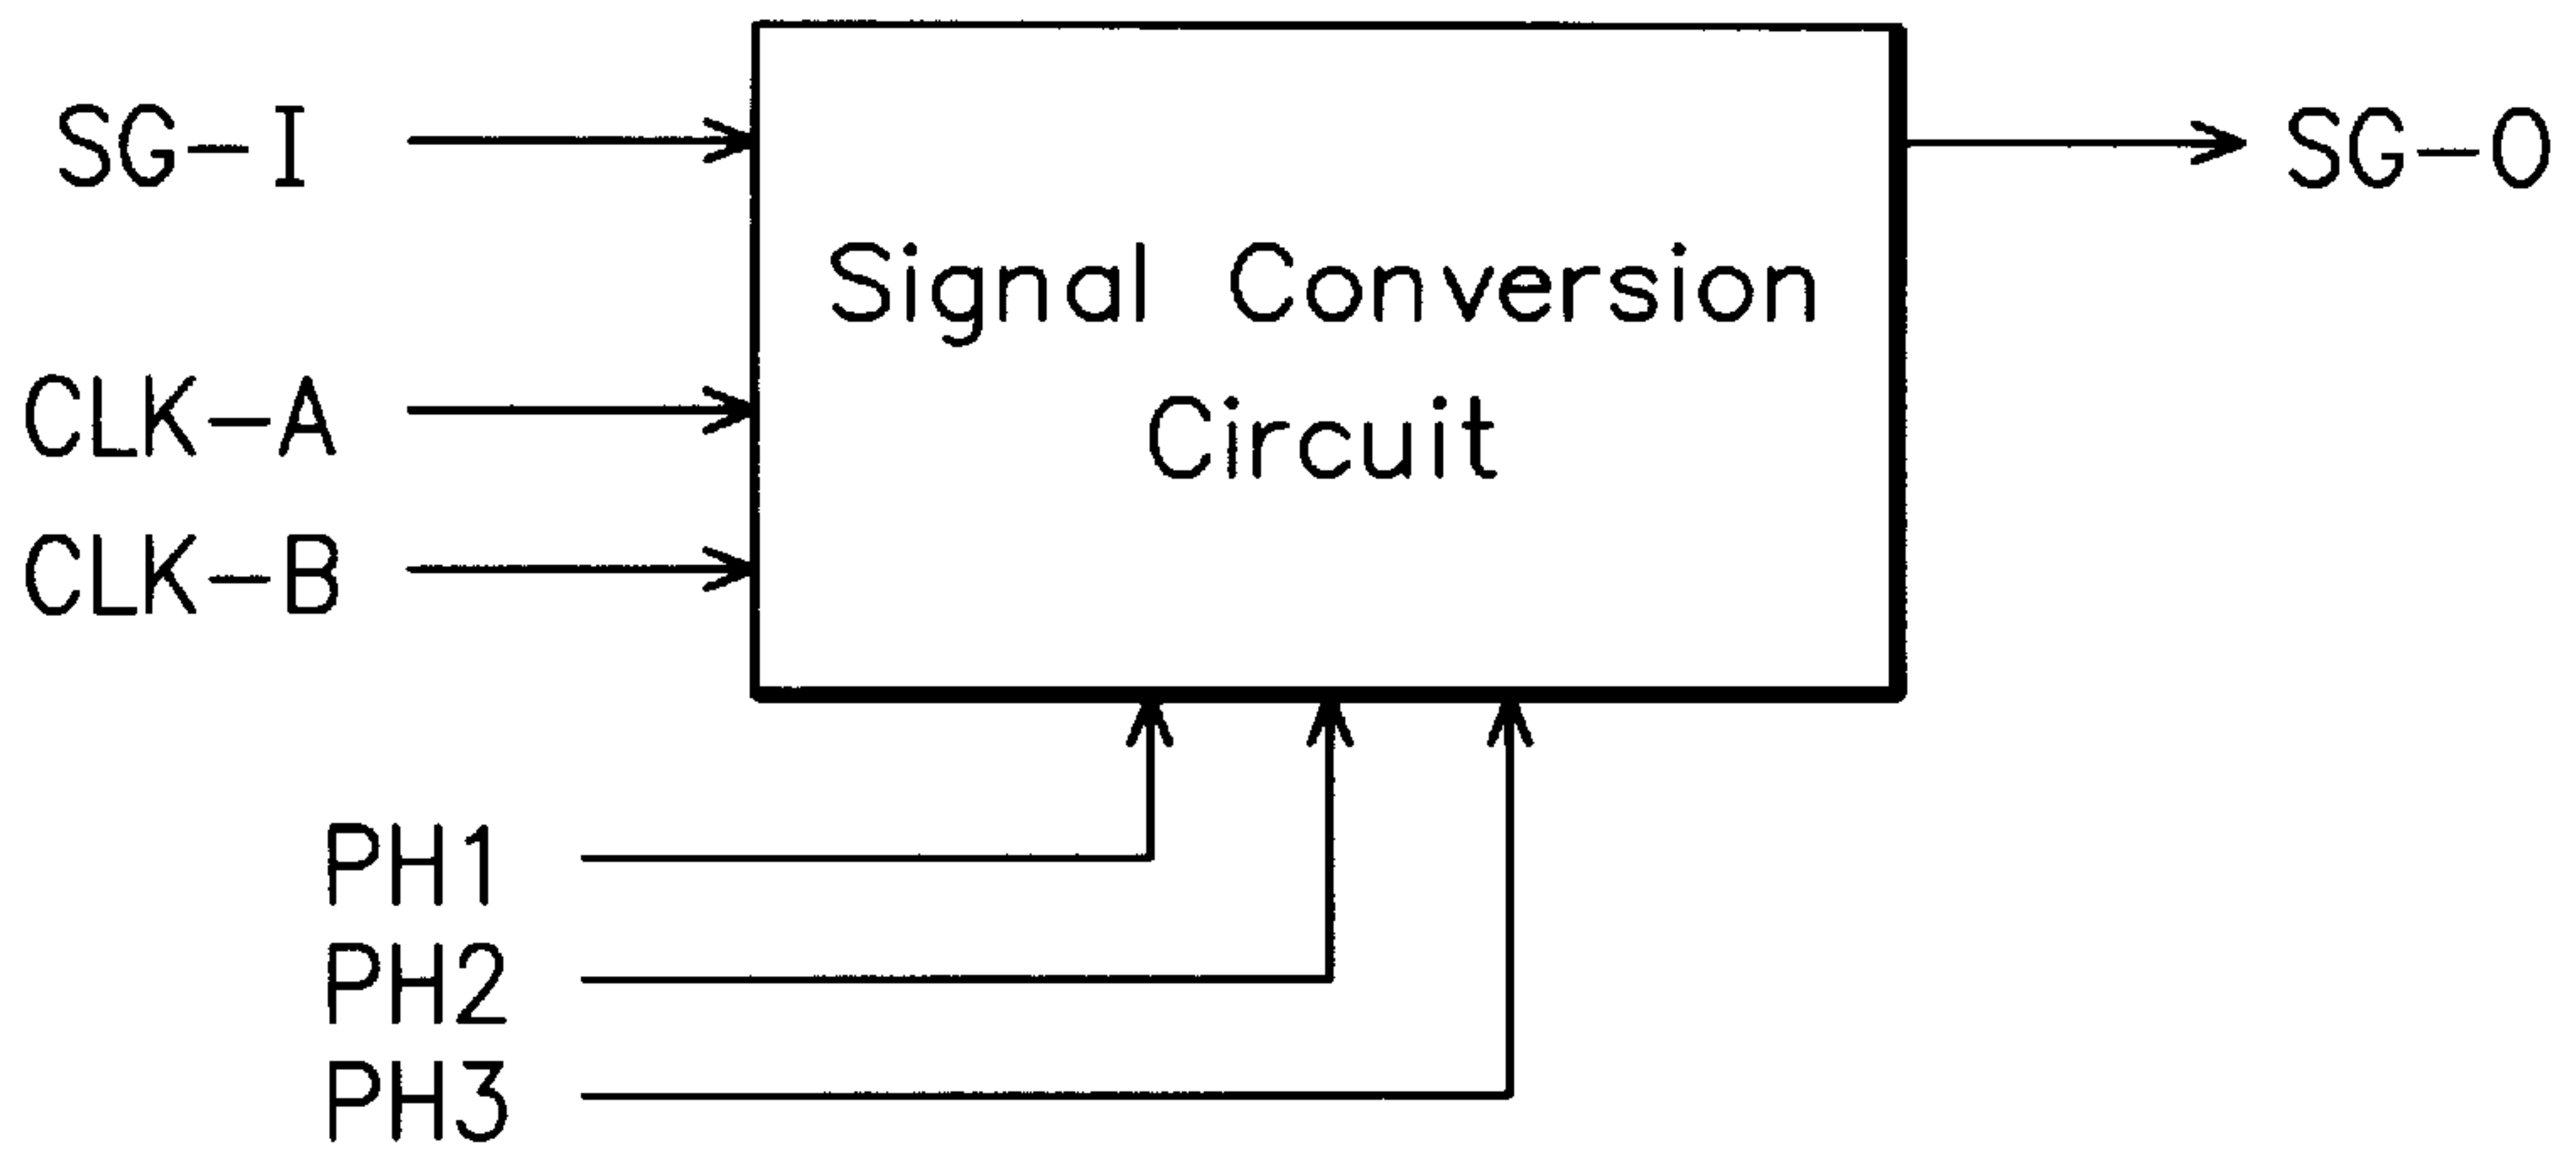 SG-I
SG-O
Signal Conversion
Circuit
CLK-A
CLK-B
PH1
PH2
PH3